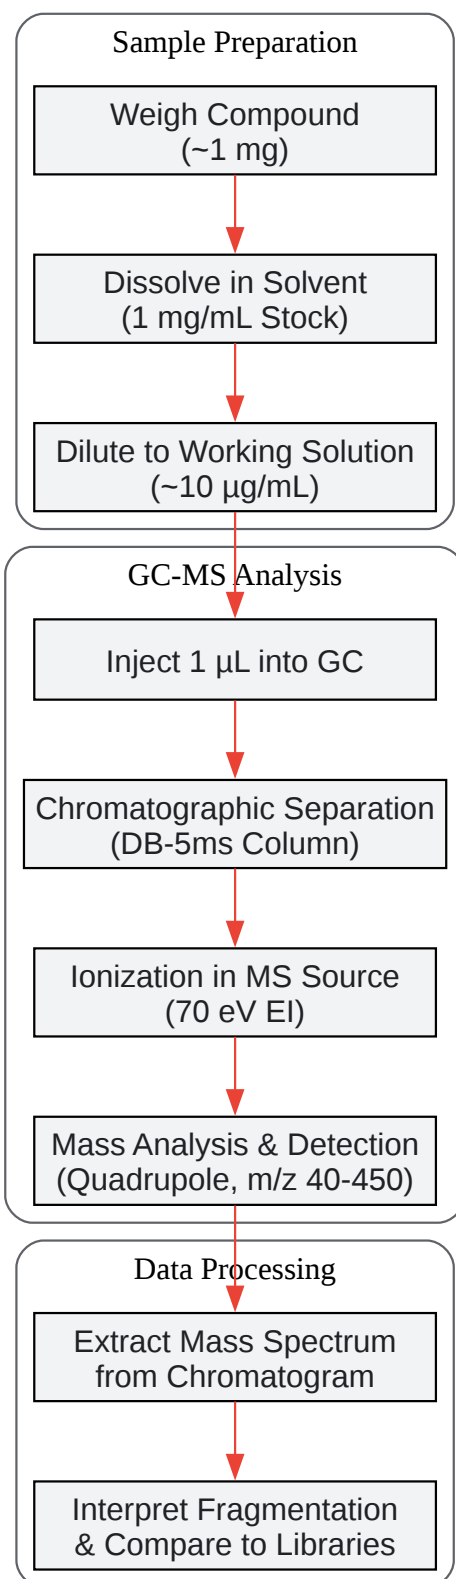 Sample Preparation
Weigh Compound
(~1 mg)
Dissolve in Solvent
(1 mg/mL Stock)
Dilute to Working Solution
(~10 µg/mL)
GC-MS Analysis
Inject 1 µL into GC
Chromatographic Separation
(DB-5ms Column)
Ionization in MS Source
(70 eV EI)
Mass Analysis & Detection
(Quadrupole, m/z 40-450)
Data Processing
Extract Mass Spectrum
from Chromatogram
Interpret Fragmentation
& Compare to Libraries